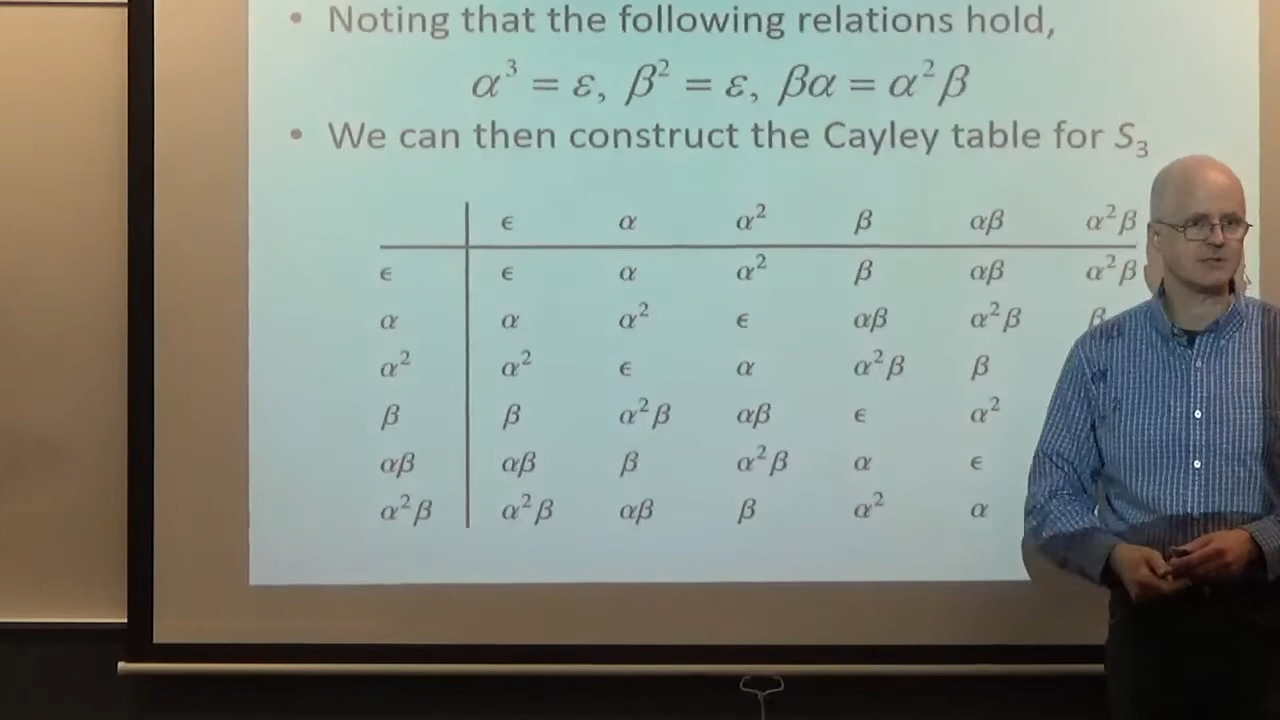 • Noting that the following relations hold,
α³ = ε, β² = ε, βα = α²β
• We can then construct the Cayley table for S₃
ϵ α α² β αβ α²β
ϵ ϵ α α² β αβ α²β
α α α² ϵ αβ α²β β
α² α² ϵ α α²β β
β β α²β αβ ϵ α²
αβ αβ β α²β α ϵ
α²β α²β αβ β α² α